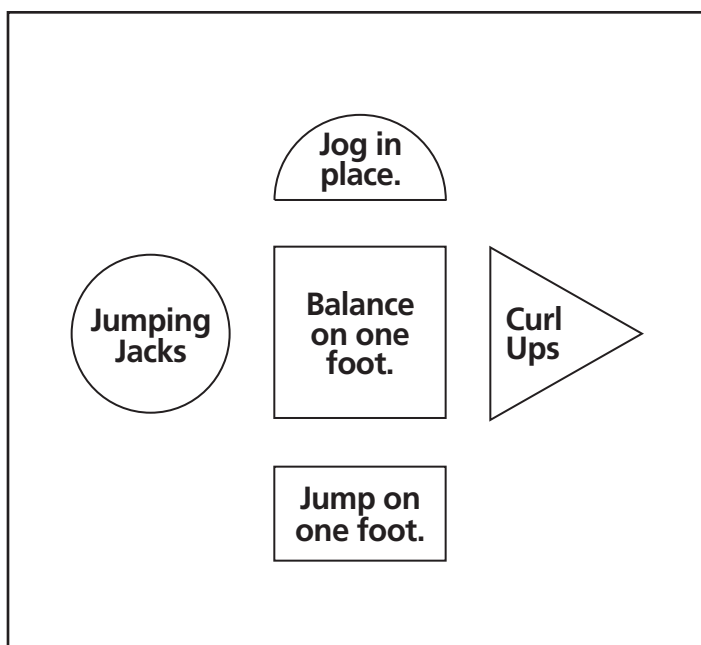 Jog in
place.
Jumping
Jacks
Balance
on one
foot.
Curl
Ups
Jump on
one foot.